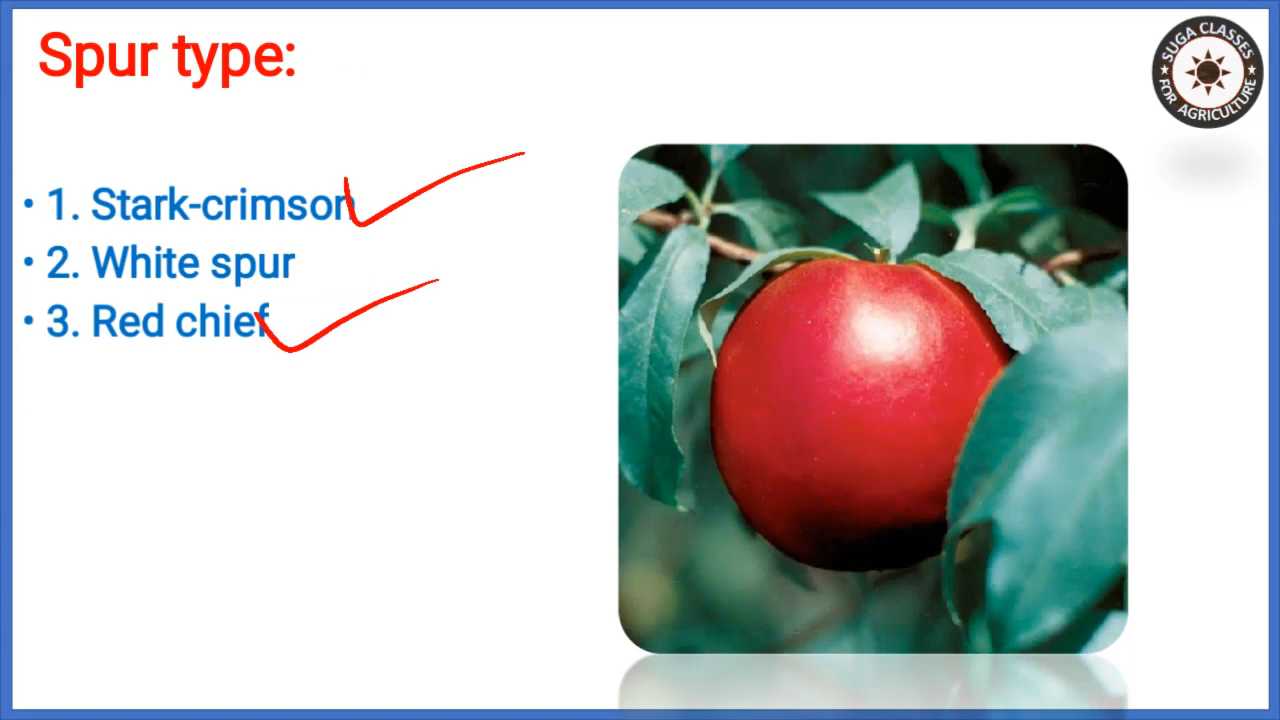 Spur type:
SUGA CLASSES
FOR AGRICULTURE
• 1. Stark-crimson
• 2. White spur
• 3. Red chief